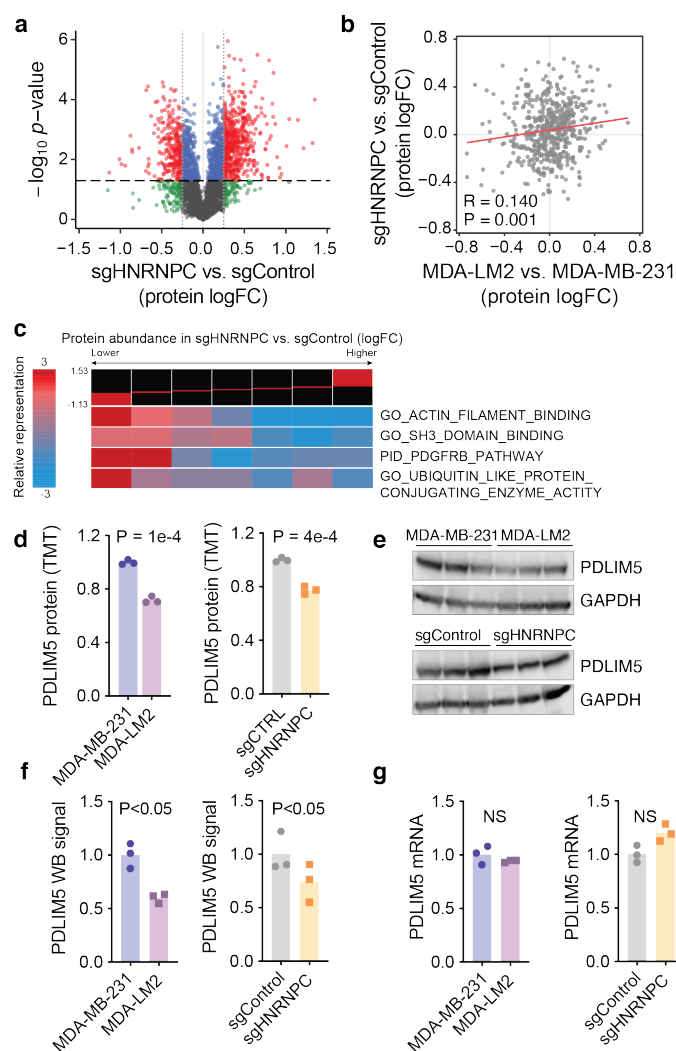 a
−log₁₀ p−value
6
4
2
0
−1.5 −1.0 −0.5 0.0 0.5 1.0 1.5
sgHNRNPC vs. sgControl
(protein logFC)
b
sgHNRNPC vs. sgControl
(protein logFC)
0.8
0.4
0.0
−0.4
−0.8
R = 0.140
P = 0.001
−0.8 −0.4 0.0 0.4 0.8
MDA-LM2 vs. MDA-MB-231
(protein logFC)
c
Protein abundance in sgHNRNPC vs. sgControl (logFC)
Lower Higher
Relative representation
3
-3
1.53
-1.13
GO_ACTIN_FILAMENT_BINDING
GO_SH3_DOMAIN_BINDING
PID_PDGFRB_PATHWAY
GO_UBIQUITIN_LIKE_PROTEIN_
CONJUGATING_ENZYME_ACTITY
d
PDLIM5 protein (TMT)
1.2
0.8
0.4
0.0
P = 1e-4
MDA-MB-231
MDA-LM2
PDLIM5 protein (TMT)
1.2
0.8
0.4
0.0
P = 4e-4
sgCTRL
sgHNRNPC
e
MDA-MB-231 MDA-LM2
PDLIM5
GAPDH
sgControl sgHNRNPC
PDLIM5
GAPDH
f
PDLIM5 WB signal
1.5
1.0
0.5
0.0
P<0.05
MDA-MB-231
MDA-LM2
PDLIM5 WB signal
1.5
1.0
0.5
0.0
P<0.05
sgControl
sgHNRNPC
g
PDLIM5 mRNA
1.5
1.0
0.5
0.0
NS
MDA-MB-231
MDA-LM2
PDLIM5 mRNA
1.5
1.0
0.5
0.0
NS
sgControl
sgHNRNPC